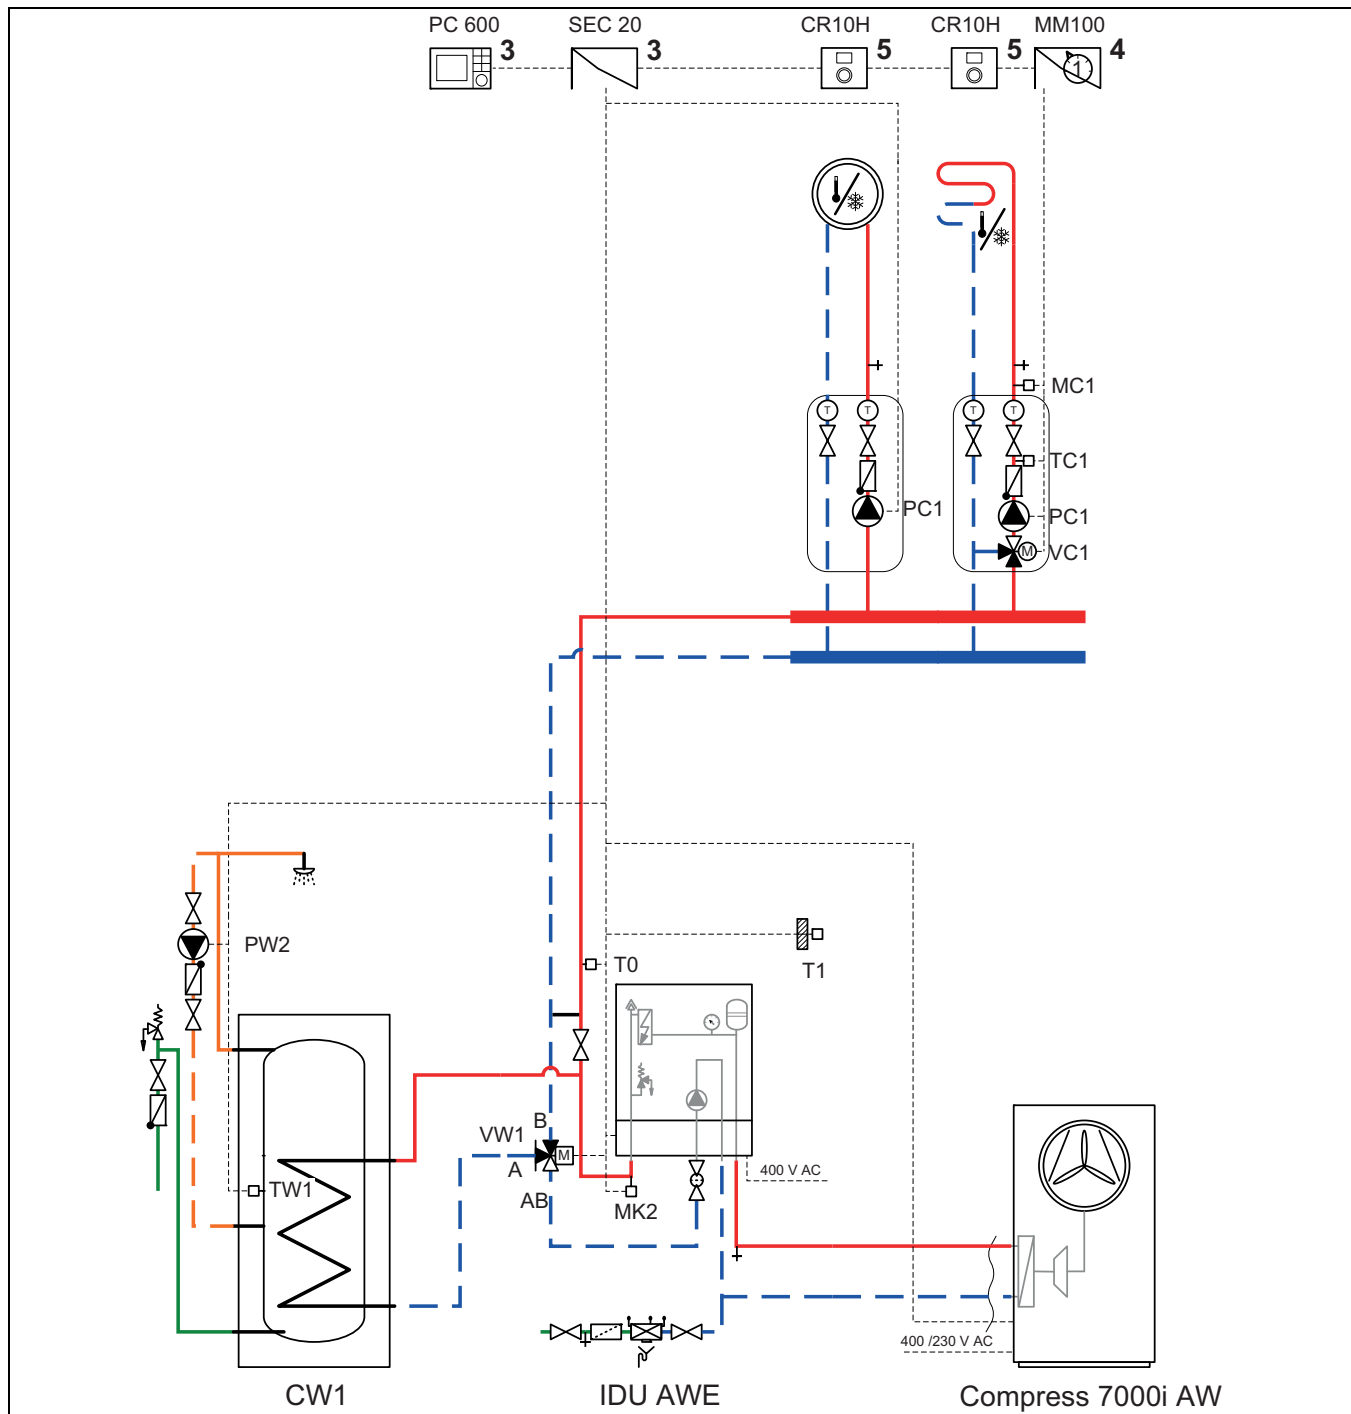 PC 600
SEC 20
CR10H
CR10H
MM100
3
3
5
5
1
4
MC1
T
T
T
T
TC1
PC1
PC1
M
VC1
PW2
T0
T1
B
VW1
M
A
400 V AC
TW1
AB
MK2
400 /230 V AC
CW1
IDU AWE
Compress 7000i AW